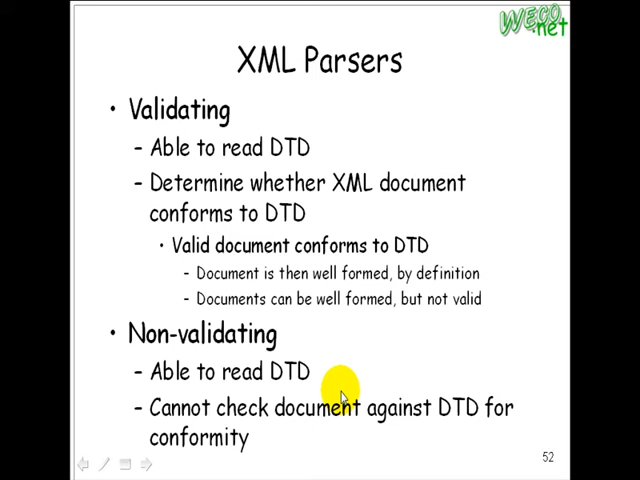 WECO
.net
XML Parsers
• Validating
– Able to read DTD
– Determine whether XML document
conforms to DTD
• Valid document conforms to DTD
– Document is then well formed, by definition
– Documents can be well formed, but not valid
• Non-validating
– Able to read DTD
– Cannot check document against DTD for
conformity
52